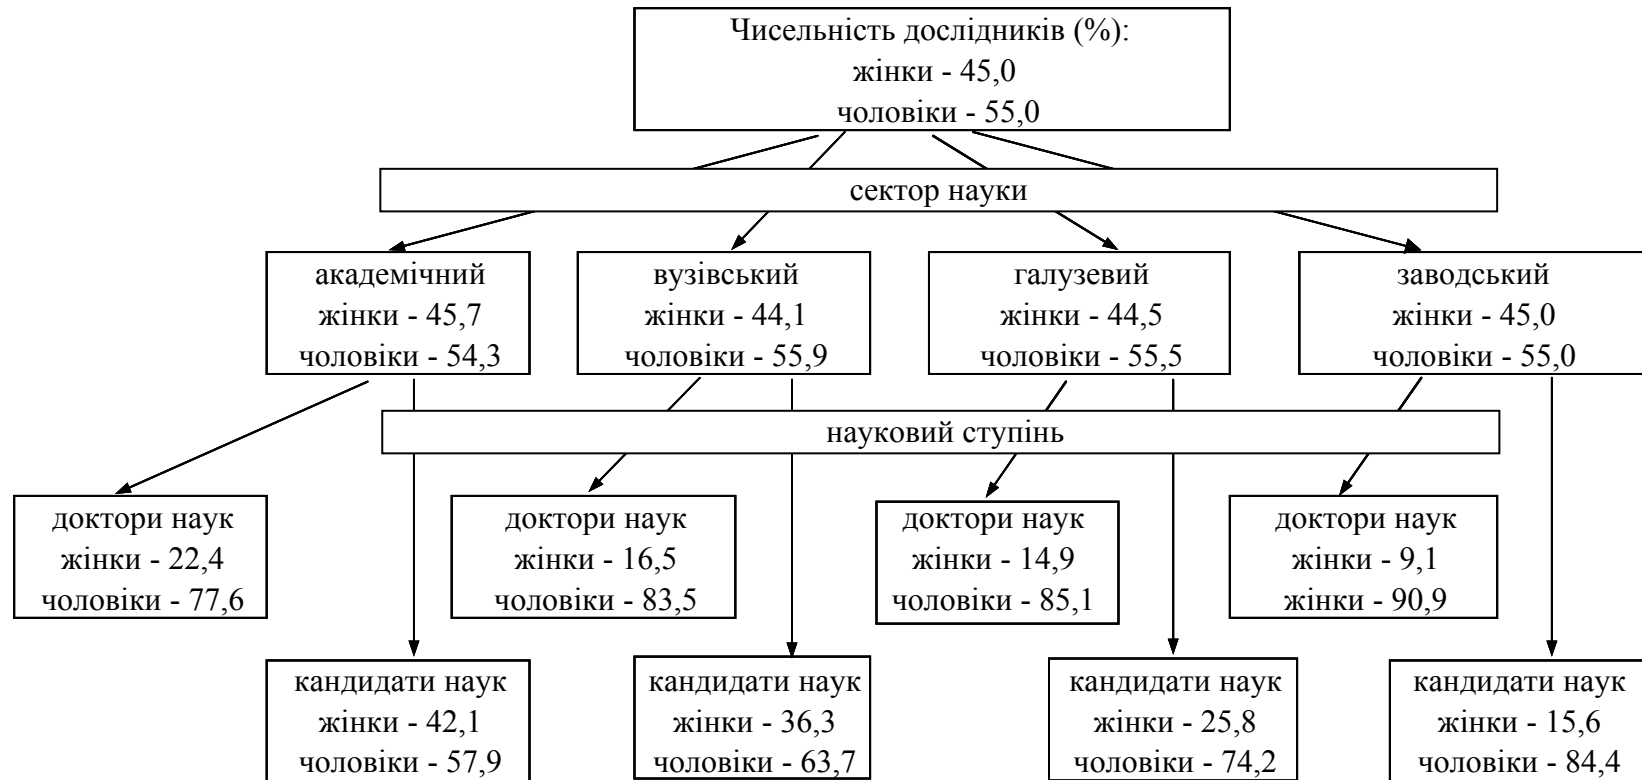 Чисельність дослідників (%):
жінки - 45,0
чоловіки - 55,0
сектор науки
академічний
жінки - 45,7
чоловіки - 54,3
вузівський
жінки - 44,1
чоловіки - 55,9
галузевий
жінки - 44,5
чоловіки - 55,5
заводський
жінки - 45,0
чоловіки - 55,0
науковий ступінь
доктори наук
жінки - 22,4
чоловіки - 77,6
доктори наук
жінки - 16,5
чоловіки - 83,5
доктори наук
жінки - 14,9
чоловіки - 85,1
доктори наук
жінки - 9,1
жінки - 90,9
кандидати наук
жінки - 42,1
чоловіки - 57,9
кандидати наук
жінки - 36,3
чоловіки - 63,7
кандидати наук
жінки - 25,8
чоловіки - 74,2
кандидати наук
жінки - 15,6
чоловіки - 84,4